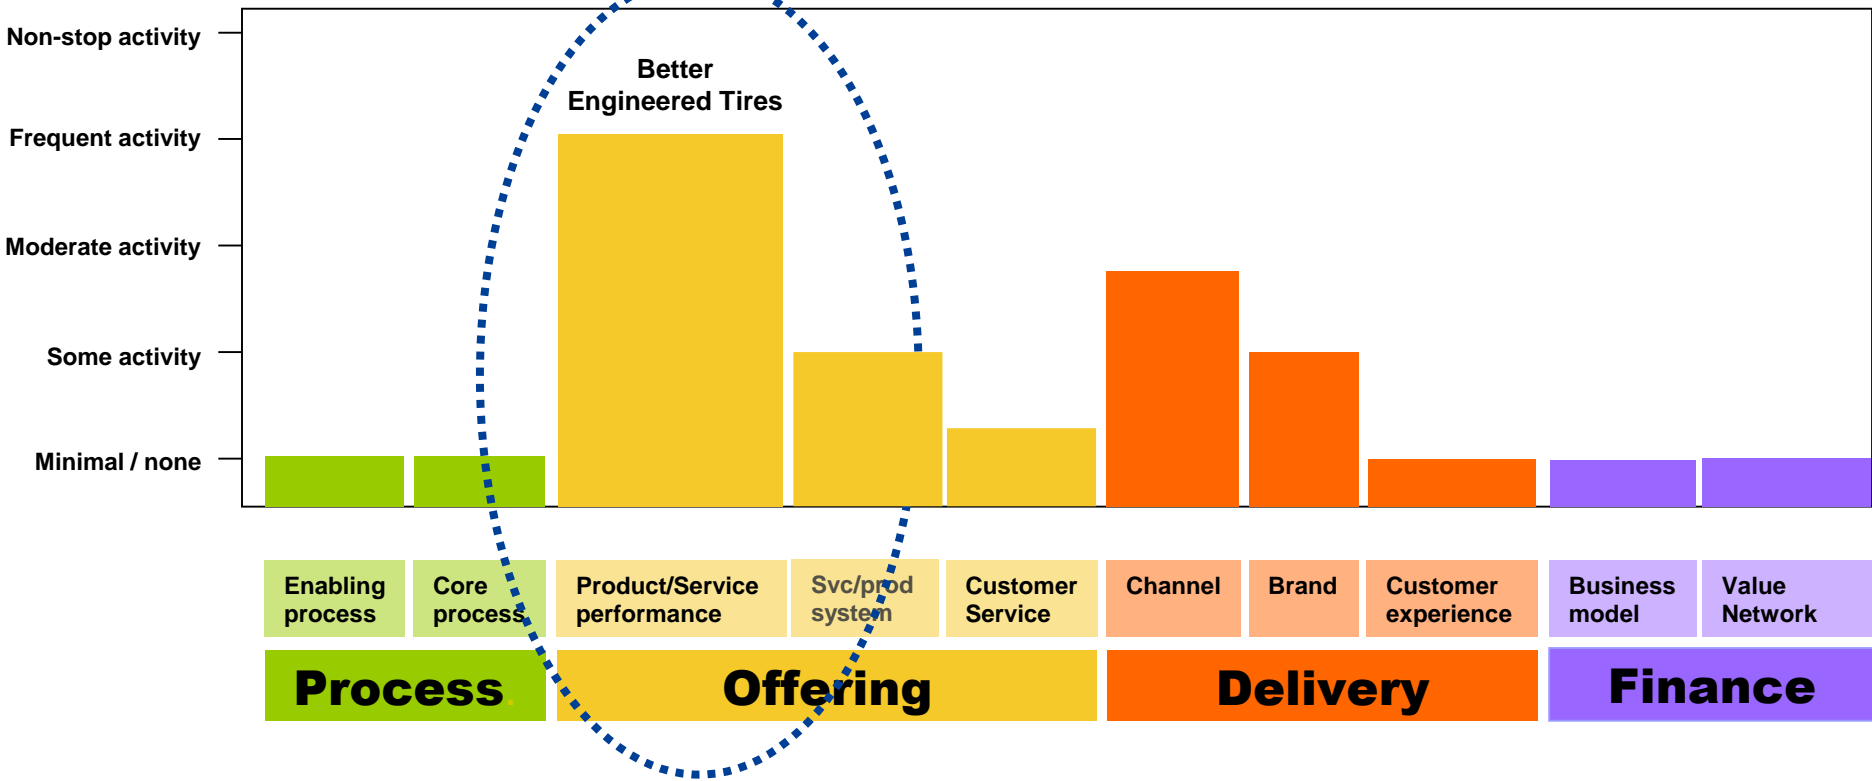 Non-stop activity
Better
Engineered Tires
Frequent activity
Moderate activity
Some activity
Minimal / none
Enabling
process
Core
process
Product/Service
performance
Svc/prod
system
Customer
Service
Channel
Brand
Customer
experience
Business
model
Value
Network
Process.
Offering
Delivery
Finance